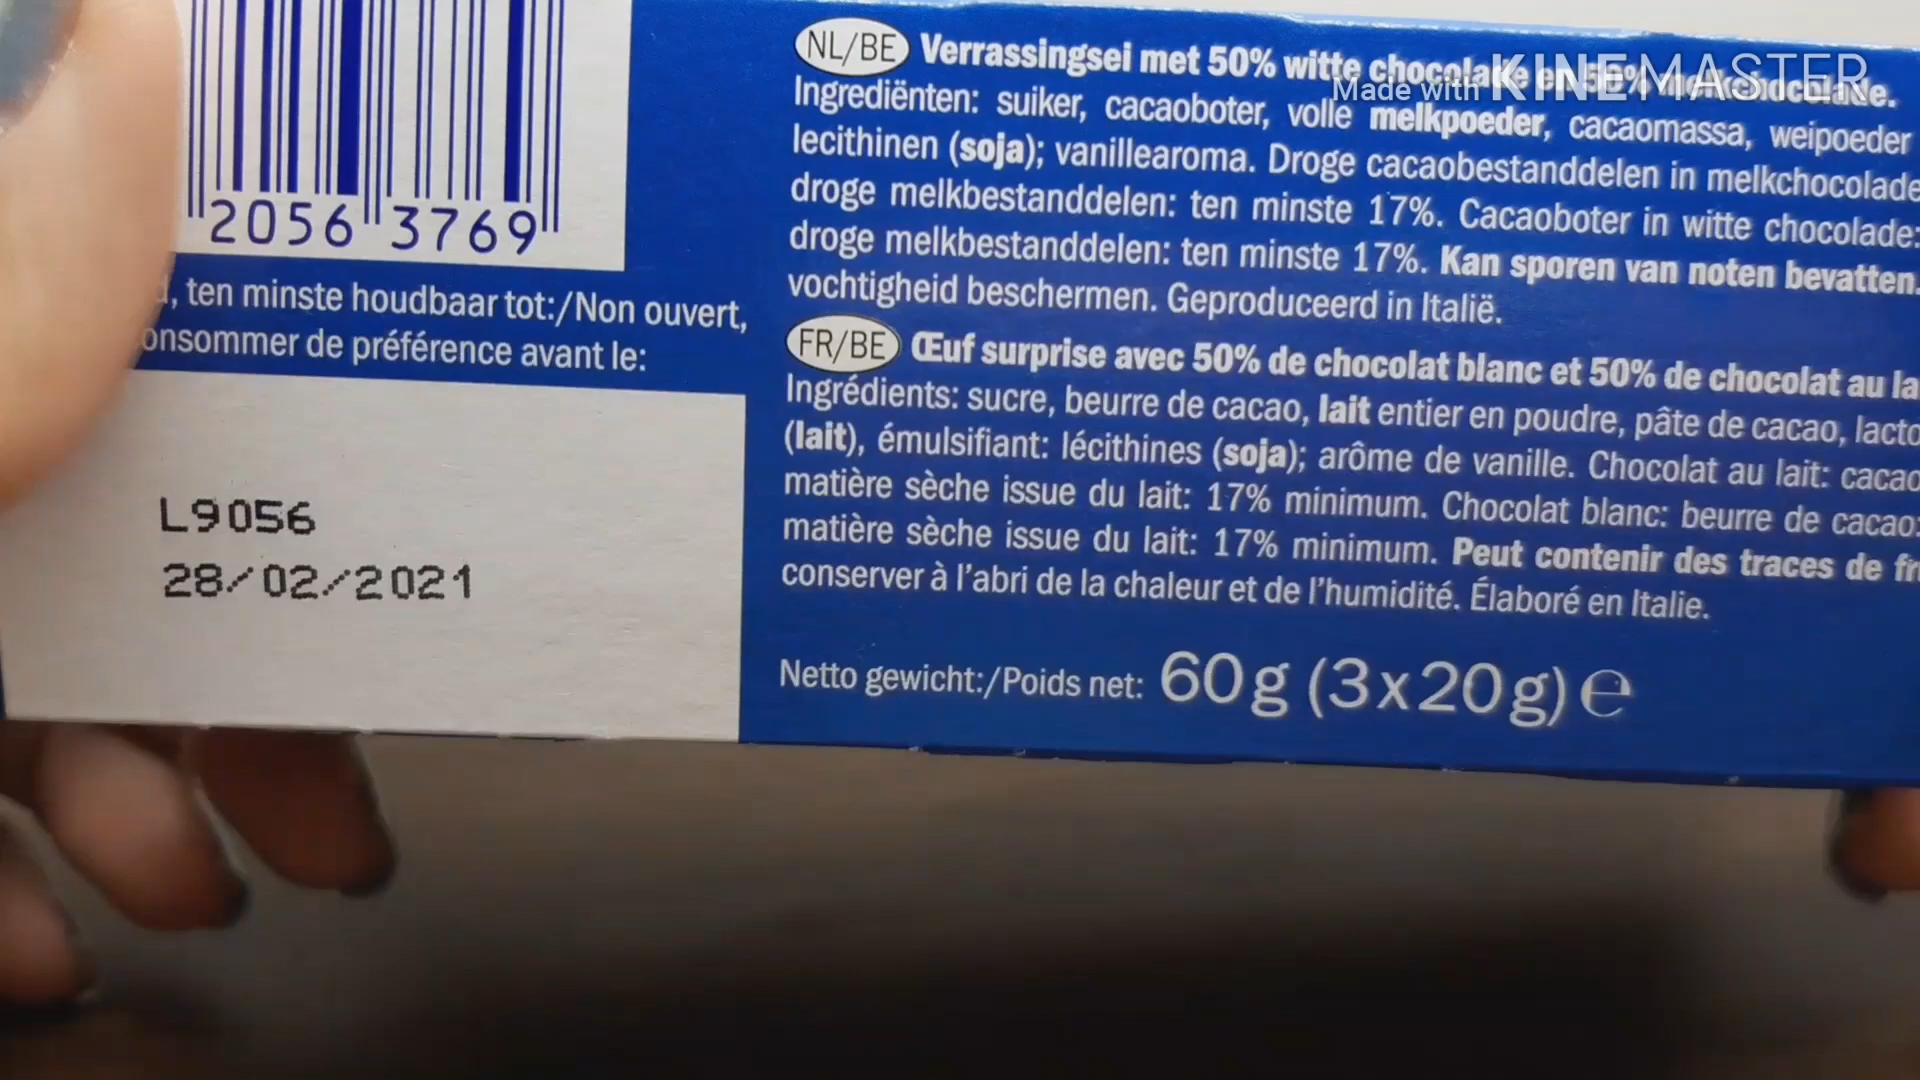 NL/BE Verrassingsei met 50% witte chocolade en 50% melkchocolade.
Made with KINEMASTER
Ingrediënten: suiker, cacaoboter, volle melkpoeder, cacaomassa, weipoeder
lecithinen (soja); vanillearoma. Droge cacaobestanddelen in melkchocolade
droge melkbestanddelen: ten minste 17%. Cacaoboter in witte chocolade:
droge melkbestanddelen: ten minste 17%. Kan sporen van noten bevatten.
vochtigheid beschermen. Geproduceerd in Italië.
FR/BE Œuf surprise avec 50% de chocolat blanc et 50% de chocolat au la
Ingrédients: sucre, beurre de cacao, lait entier en poudre, pâte de cacao, lacto
(lait), émulsifiant: lécithines (soja); arôme de vanille. Chocolat au lait: cacao
matière sèche issue du lait: 17% minimum. Chocolat blanc: beurre de cacao:
matière sèche issue du lait: 17% minimum. Peut contenir des traces de fr
conserver à l'abri de la chaleur et de l'humidité. Élaboré en Italie.
Netto gewicht:/Poids net: 60g (3x20g) e
2056 3769
, ten minste houdbaar tot:/Non ouvert,
onsommer de préférence avant le:
L9056
28/02/2021